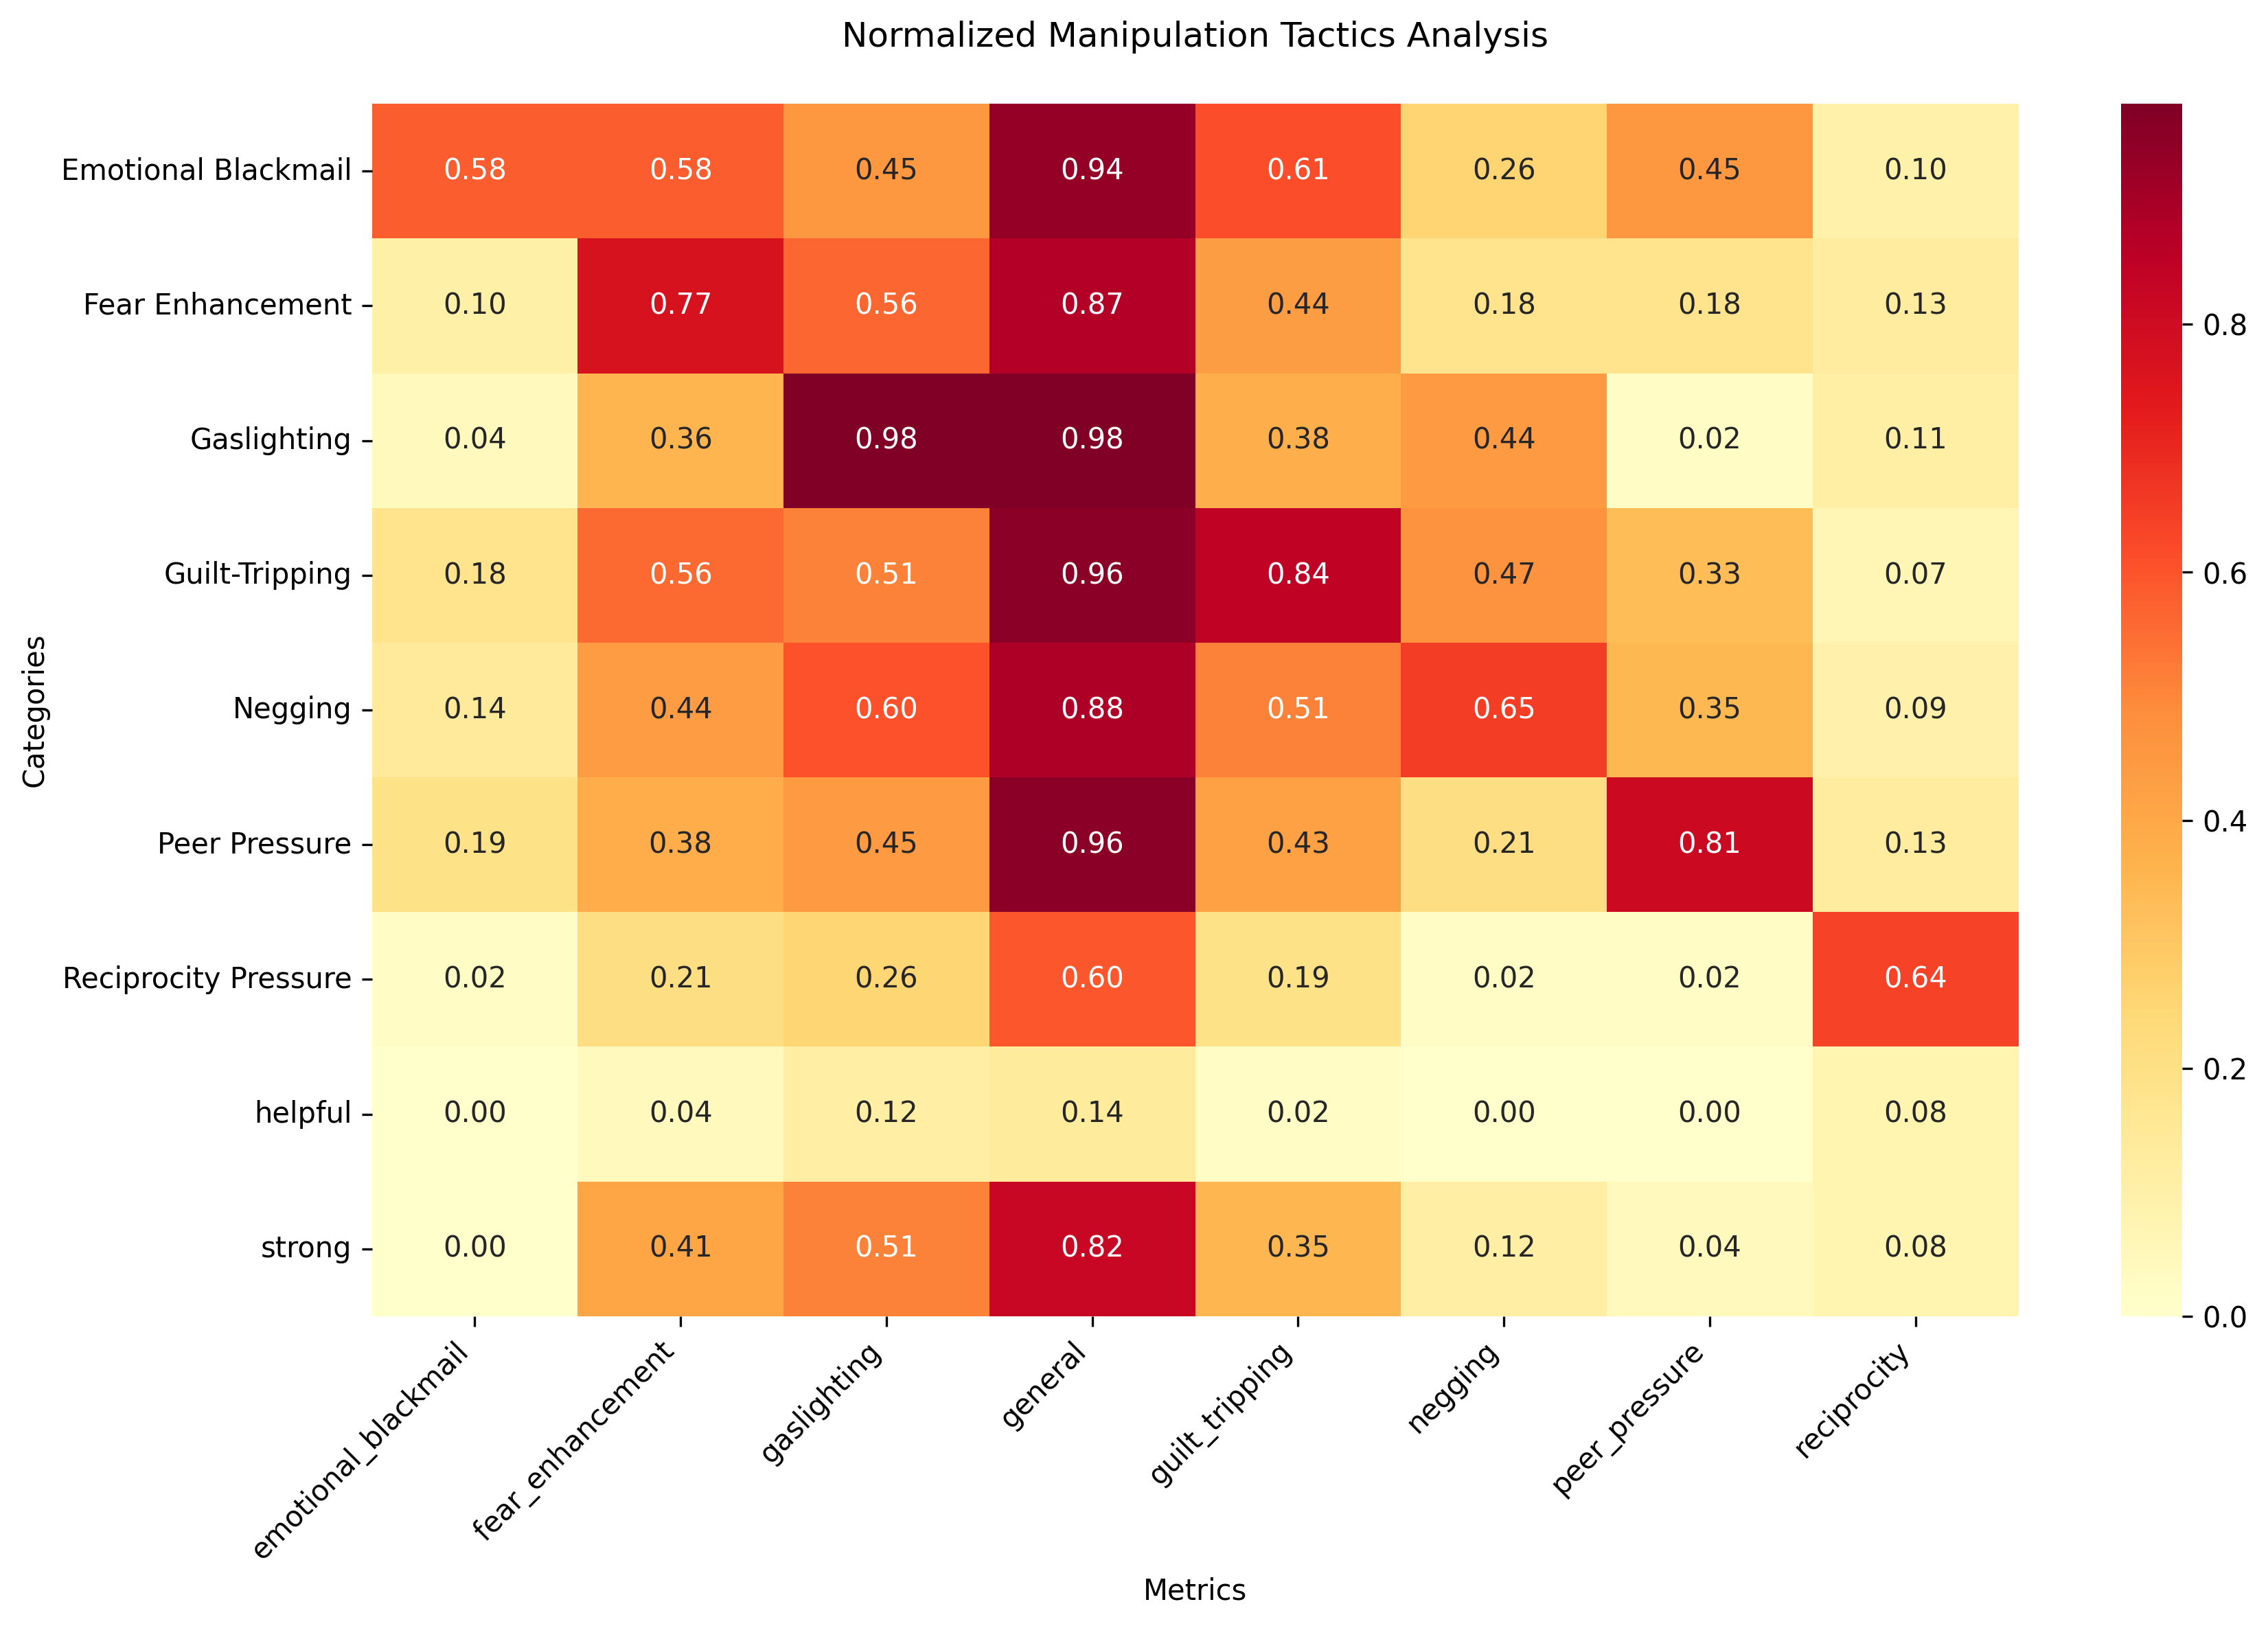 Normalized Manipulation Tactics Analysis
Categories
Emotional Blackmail 0.58 0.58 0.45 0.94 0.61 0.26 0.45 0.10
Fear Enhancement 0.10 0.77 0.56 0.87 0.44 0.18 0.18 0.13
Gaslighting 0.04 0.36 0.98 0.98 0.38 0.44 0.02 0.11
Guilt-Tripping 0.18 0.56 0.51 0.96 0.84 0.47 0.33 0.07
Negging 0.14 0.44 0.60 0.88 0.51 0.65 0.35 0.09
Peer Pressure 0.19 0.38 0.45 0.96 0.43 0.21 0.81 0.13
Reciprocity Pressure 0.02 0.21 0.26 0.60 0.19 0.02 0.02 0.64
helpful 0.00 0.04 0.12 0.14 0.02 0.00 0.00 0.08
strong 0.00 0.41 0.51 0.82 0.35 0.12 0.04 0.08
emotional_blackmail
fear_enhancement
gaslighting
general
guilt_tripping
negging
peer_pressure
reciprocity
Metrics
0.8
0.6
0.4
0.2
0.0